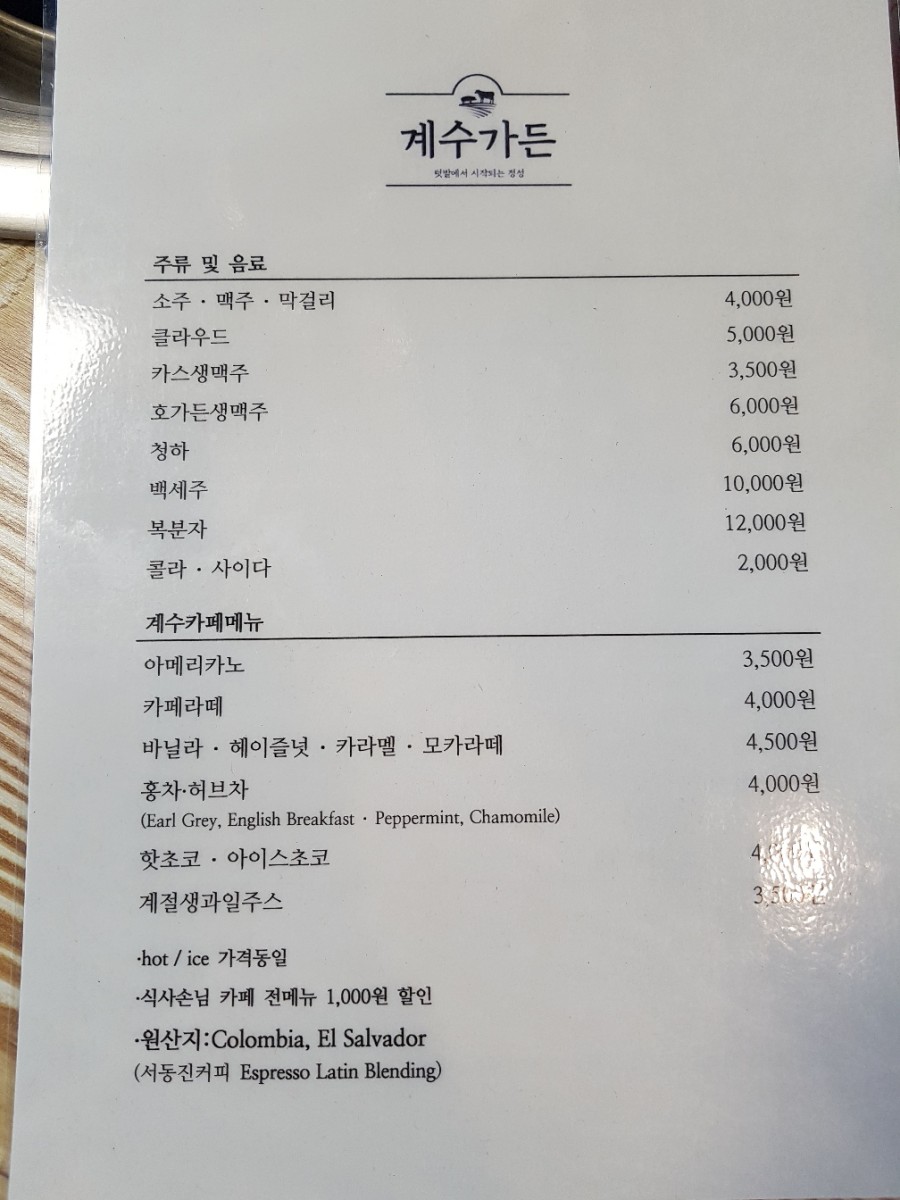 계수가든
텃밭에서 시작되는 정성
주류 및 음료
소주 · 맥주 · 막걸리 4,000원
클라우드 5,000원
카스생맥주 3,500원
호가든생맥주 6,000원
청하 6,000원
백세주 10,000원
복분자 12,000원
콜라 · 사이다 2,000원
계수카페메뉴
아메리카노 3,500원
카페라떼 4,000원
바닐라 · 헤이즐넛 · 카라멜 · 모카라떼 4,500원
홍차·허브차 4,000원
(Earl Grey, English Breakfast · Peppermint, Chamomile)
핫초코 · 아이스초코
계절생과일주스 3,500원
·hot / ice 가격동일
·식사손님 카페 전메뉴 1,000원 할인
·원산지:Colombia, El Salvador
(서동진커피 Espresso Latin Blending)